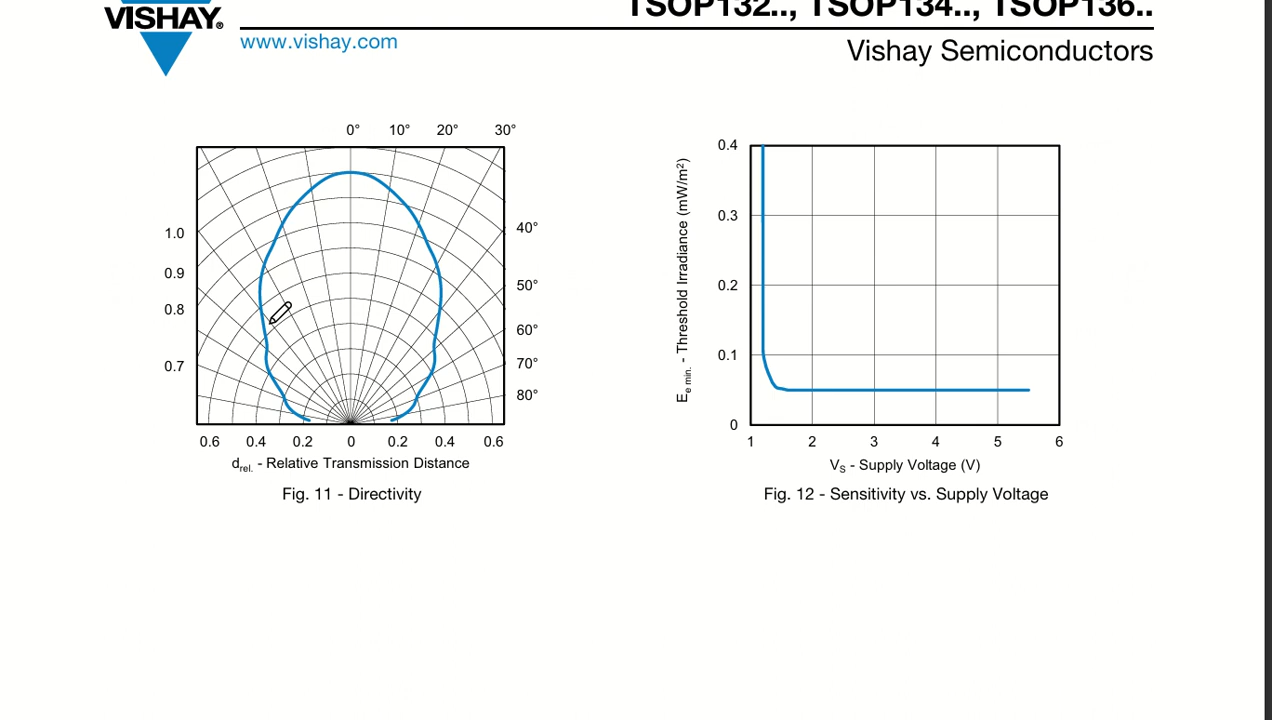 VISHAY®
TSOP132.., TSOP134.., TSOP136..
www.vishay.com
Vishay Semiconductors
0° 10° 20° 30°
40°
50°
60°
70°
80°
1.0
0.9
0.8
0.7
0.6 0.4 0.2 0 0.2 0.4 0.6
drel. - Relative Transmission Distance
Fig. 11 - Directivity
Ee min. - Threshold Irradiance (mW/m²)
0.4
0.3
0.2
0.1
0
1 2 3 4 5 6
VS - Supply Voltage (V)
Fig. 12 - Sensitivity vs. Supply Voltage